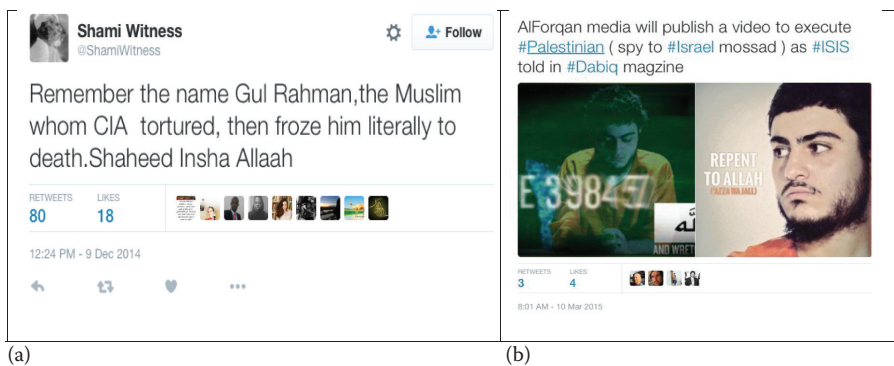 Shami Witness
@ShamiWitness
Follow
Remember the name Gul Rahman,the Muslim
whom CIA tortured, then froze him literally to
death.Shaheed Insha Allaah
RETWEETS LIKES
80 18
12:24 PM - 9 Dec 2014
(a)
AlForqan media will publish a video to execute
#Palestinian ( spy to #Israel mossad ) as #ISIS
told in #Dabiq magzine
E 39845
AND WRET
REPENT
TO ALLAH
RETWEETS LIKES
3 4
8:01 AM - 10 Mar 2015
(b)